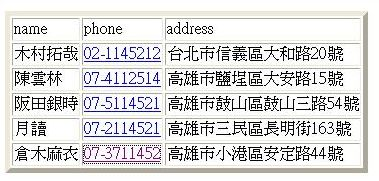 name phone address
木村拓哉 02-1145212 台北市信義區大和路20號
陳雲林 07-4112514 高雄市鹽埕區大安路15號
阪田銀時 07-5114521 高雄市鼓山區鼓山三路54號
月讀 07-2114521 高雄市三民區長明街163號
倉木麻衣 07-3711452 高雄市小港區安定路44號